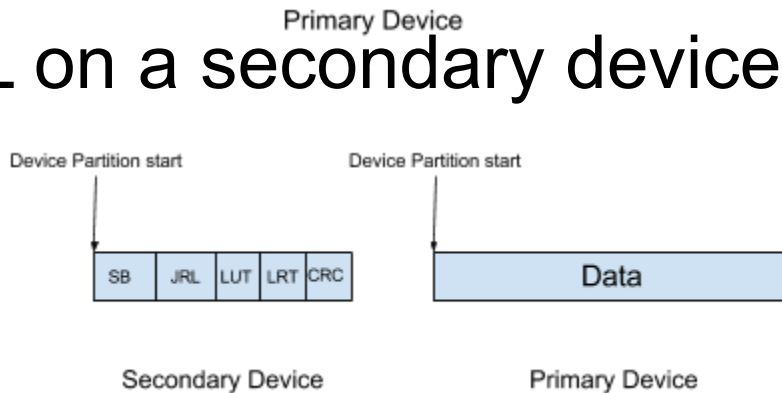 Primary Device
on a secondary device
Device Partition start Device Partition start
SB JRL LUT LRT CRC Data
Secondary Device Primary Device